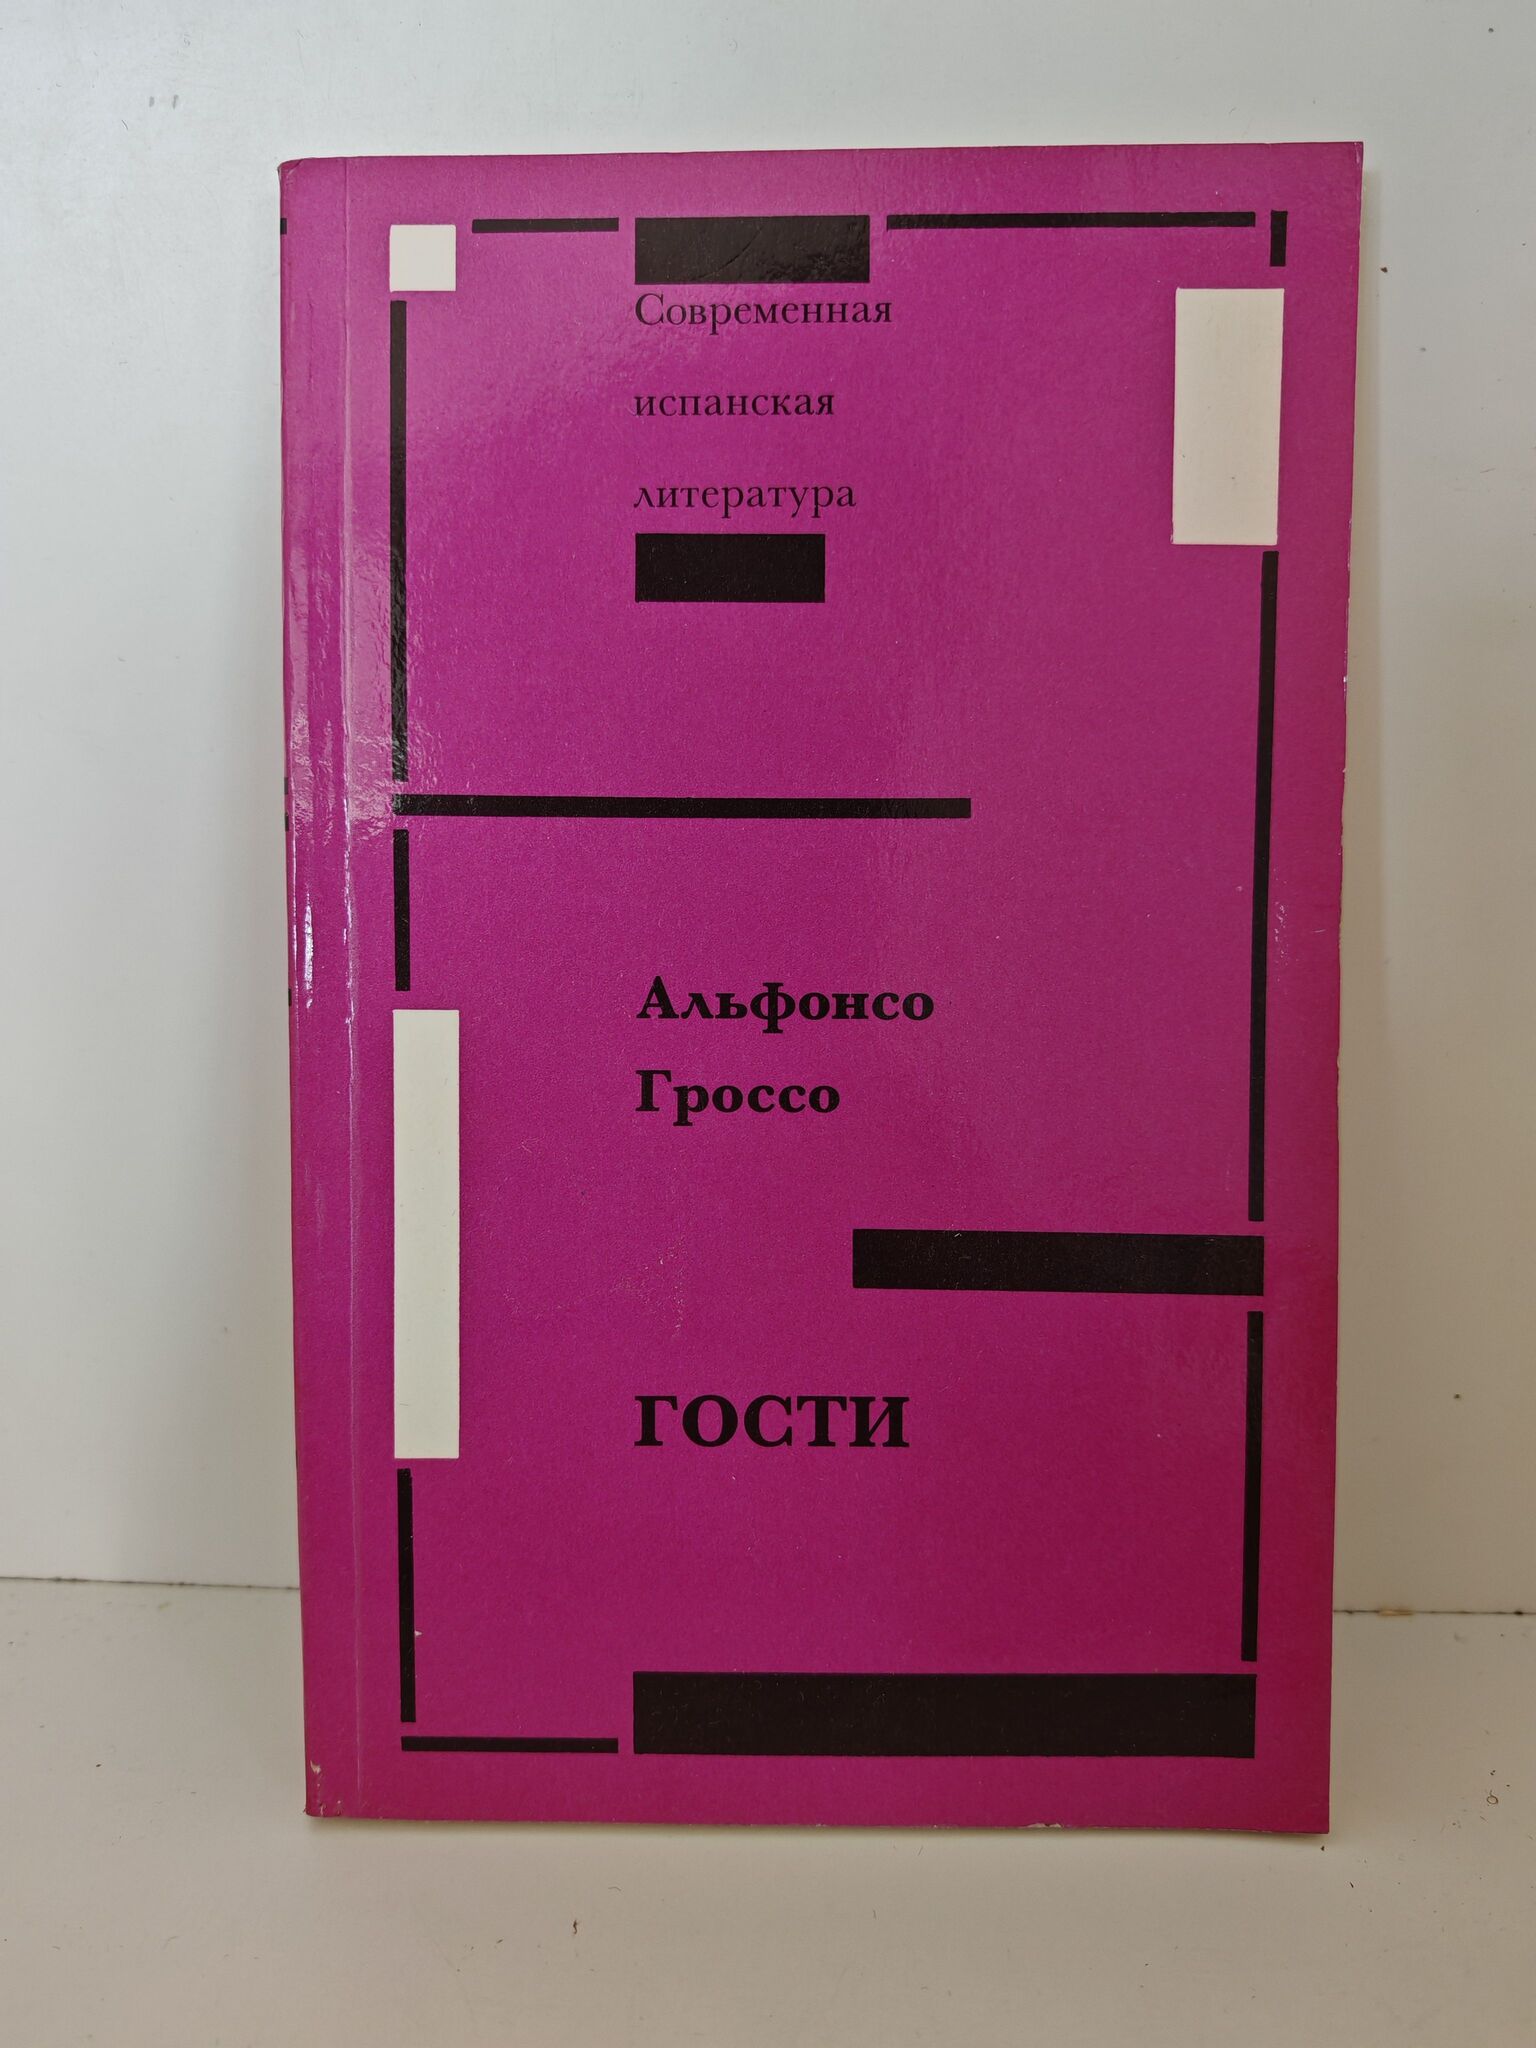 Современная
испанская
литература
Альфонсо
Гроссо
ГОСТИ